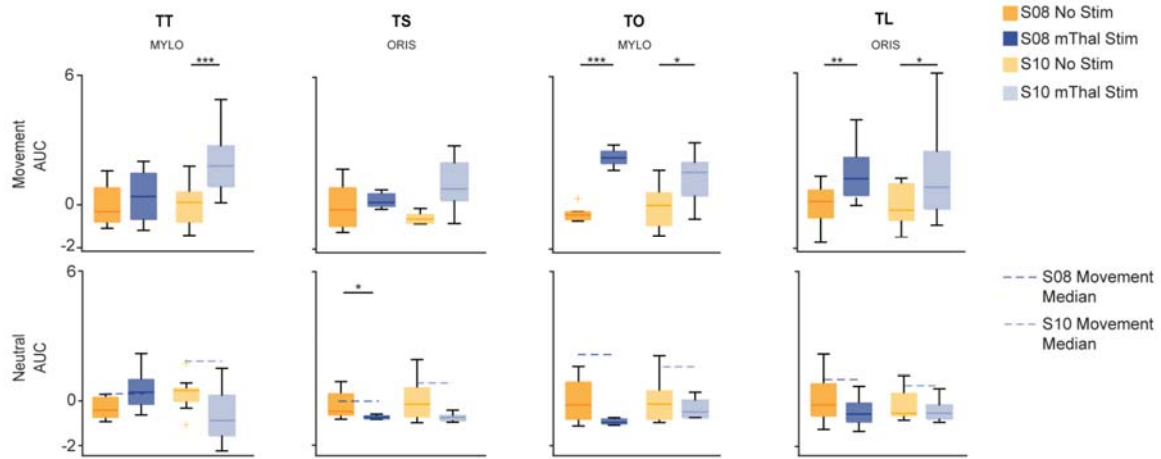 TT
TS
TO
TL
MYLO
ORIS
MYLO
ORIS
S08 No Stim
S08 mThal Stim
S10 No Stim
S10 mThal Stim
Movement
AUC
6
0
-2
***
***
*
**
*
Neutral
AUC
6
0
-2
*
S08 Movement
Median
S10 Movement
Median